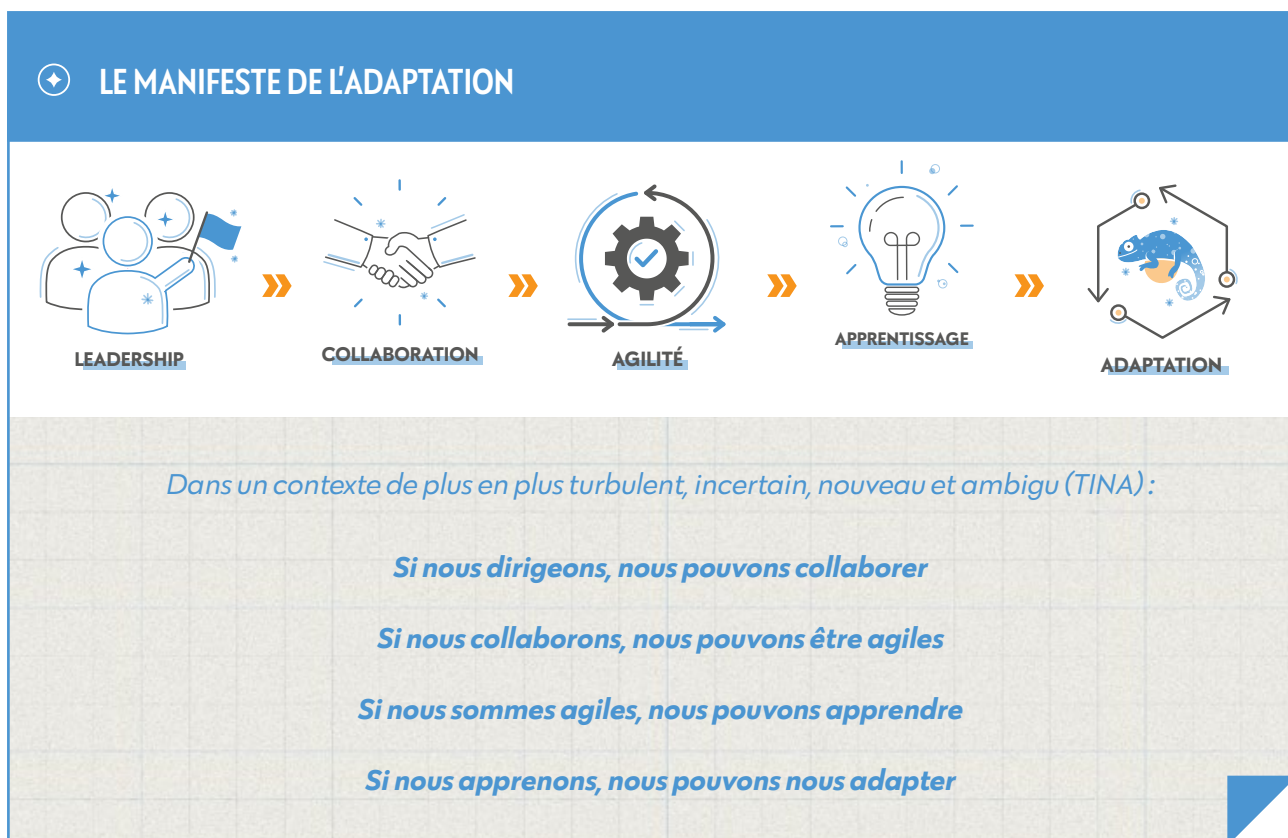 LE MANIFESTE DE L'ADAPTATION
LEADERSHIP
COLLABORATION
AGILITÉ
APPRENTISSAGE
ADAPTATION
Dans un contexte de plus en plus turbulent, incertain, nouveau et ambigu (TINA) :
Si nous dirigeons, nous pouvons collaborer
Si nous collaborons, nous pouvons être agiles
Si nous sommes agiles, nous pouvons apprendre
Si nous apprenons, nous pouvons nous adapter